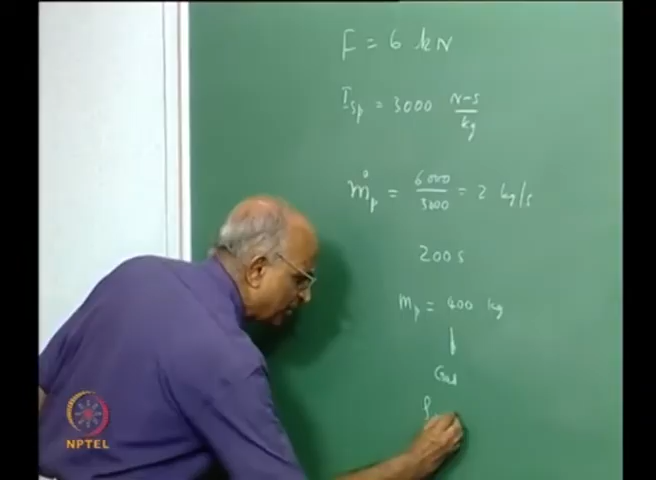 F = 6 kN
Isp = 3000 N-s/kg
ṁp = 6000/3000 = 2 kg/s
200 s
mp = 400 kg
Gas
ρ
NPTEL